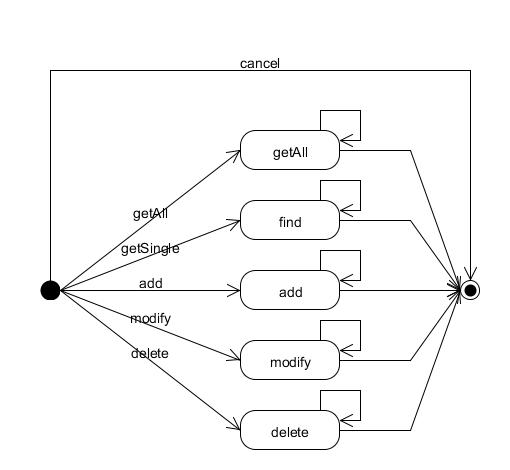 cancel
getAll
getAll
getSingle
find
add
add
modify
modify
delete
delete